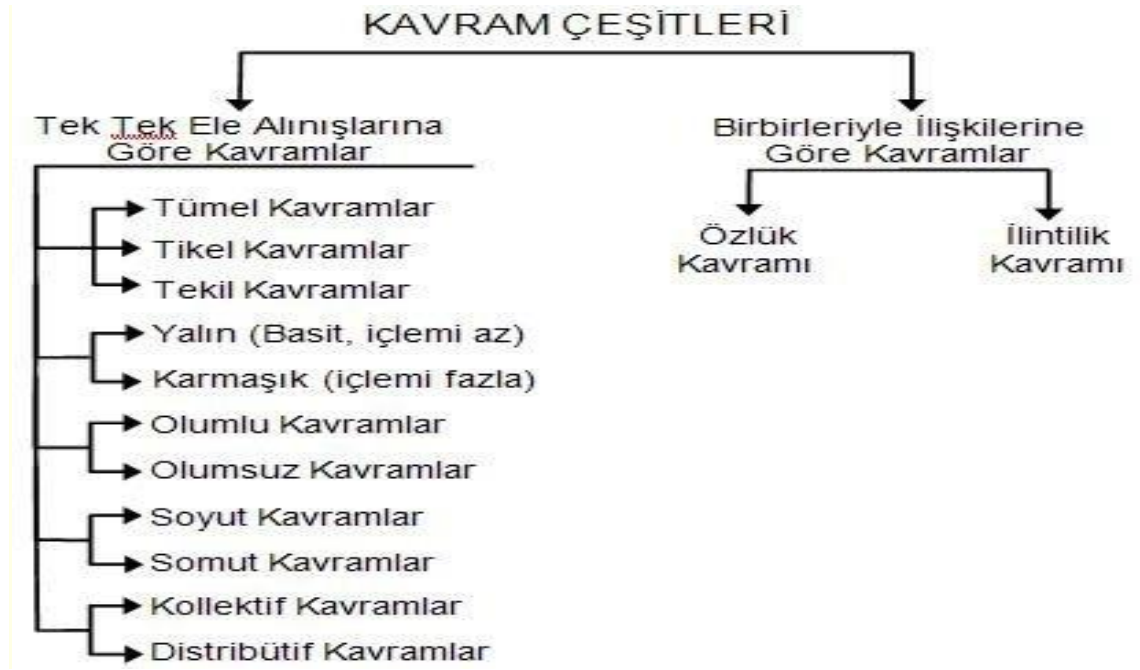 KAVRAM ÇEŞİTLERİ
Tek Tek Ele Alınışlarına
Göre Kavramlar
Tümel Kavramlar
Tikel Kavramlar
Tekil Kavramlar
Yalın (Basit, içlemi az)
Karmaşık (içlemi fazla)
Olumlu Kavramlar
Olumsuz Kavramlar
Soyut Kavramlar
Somut Kavramlar
Kollektif Kavramlar
Distribütif Kavramlar
Birbirleriyle İlişkilerine
Göre Kavramlar
Özlük
Kavramı
İlintilik
Kavramı